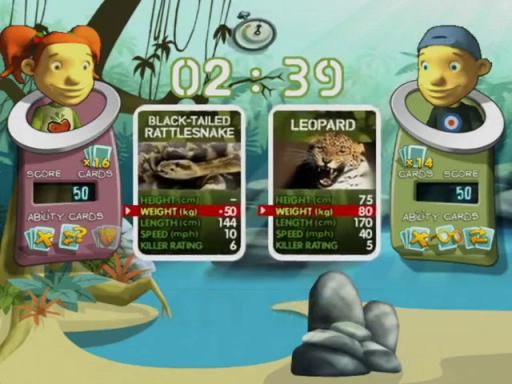 02:39
x16
SCORE CARDS
50
ABILITY CARDS
BLACK-TAILED
RATTLESNAKE
HEIGHT (cm) –
WEIGHT (kg) •50
LENGTH (cm) 144
SPEED (mph) 10
KILLER RATING 6
LEOPARD
HEIGHT (cm) 75
WEIGHT (kg) 80
LENGTH (cm) 170
SPEED (mph) 40
KILLER RATING 5
x14
CARDS SCORE
50
ABILITY CARDS